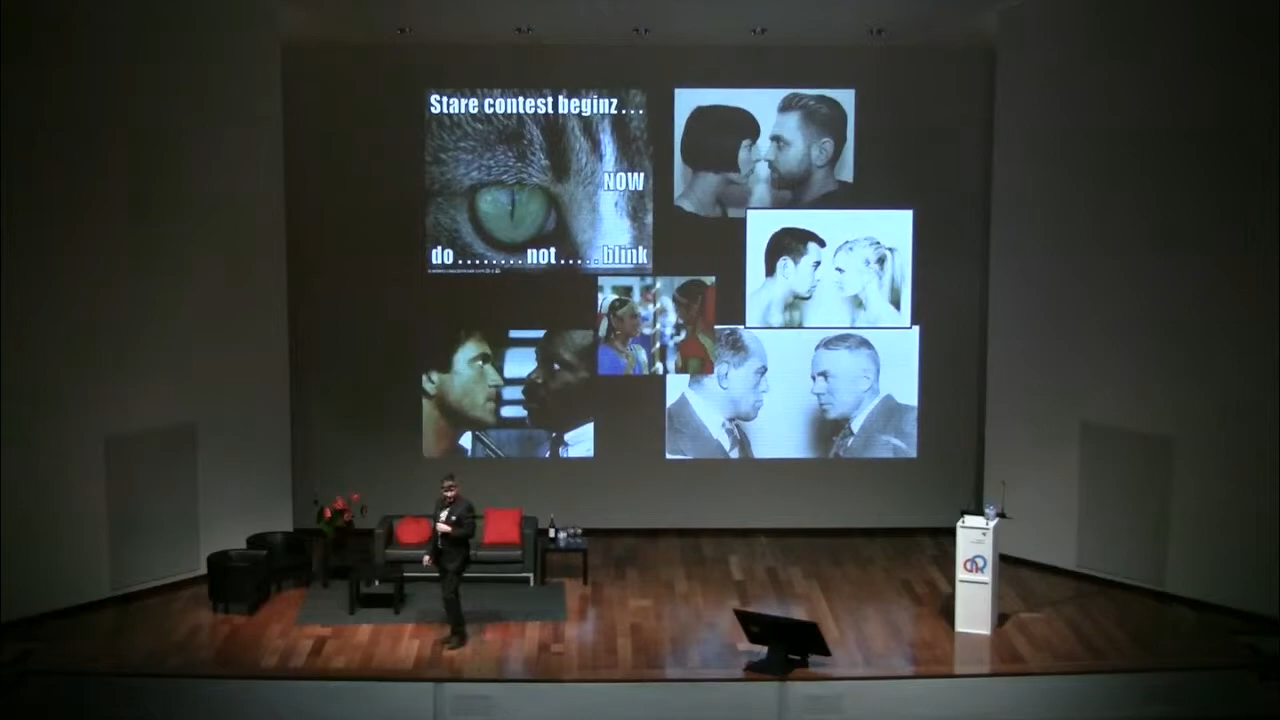 Stare contest beginz . . .
NOW
do . . . . . . . . not . . . . . blink